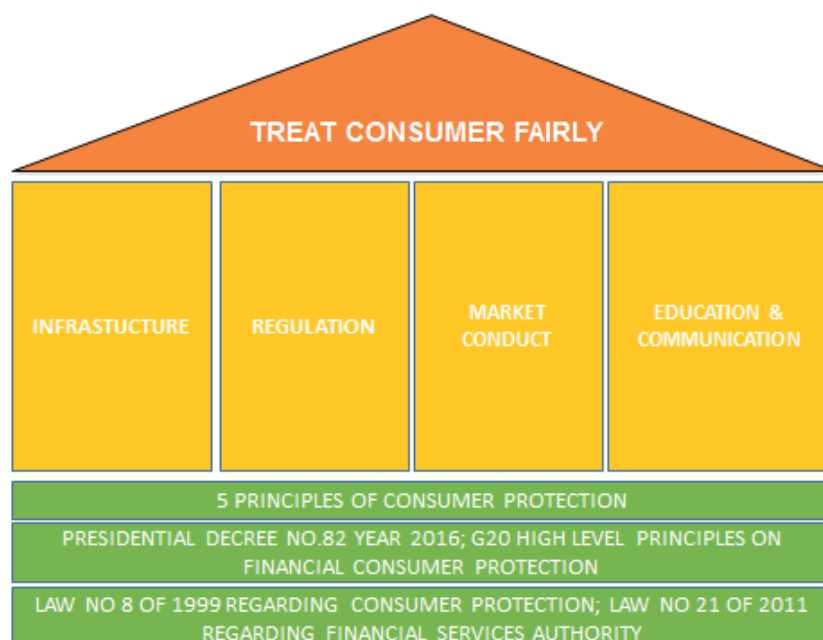 TREAT CONSUMER FAIRLY
INFRASTUCTURE
REGULATION
MARKET
CONDUCT
EDUCATION &
COMMUNICATION
5 PRINCIPLES OF CONSUMER PROTECTION
PRESIDENTIAL DECREE NO.82 YEAR 2016; G20 HIGH LEVEL PRINCIPLES ON
FINANCIAL CONSUMER PROTECTION
LAW NO 8 OF 1999 REGARDING CONSUMER PROTECTION; LAW NO 21 OF 2011
REGARDING FINANCIAL SERVICES AUTHORITY